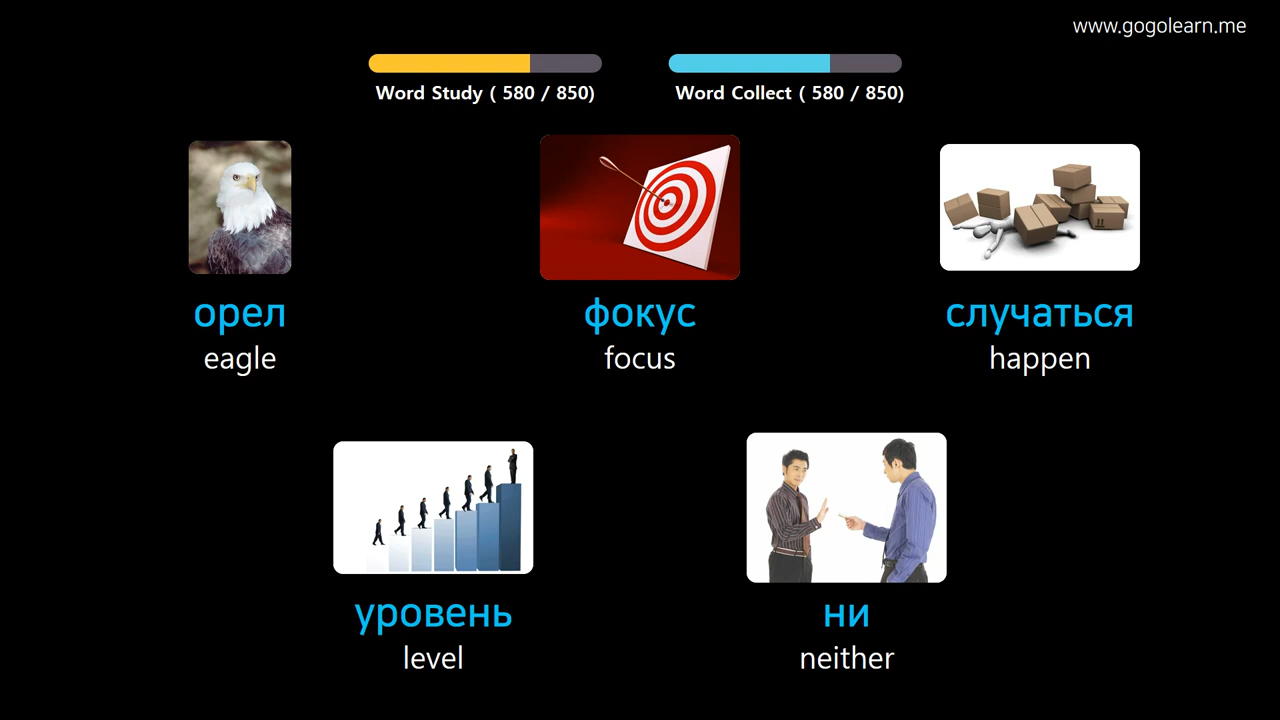 www.gogolearn.me
Word Study ( 580 / 850)
Word Collect ( 580 / 850)
орел
eagle
фокус
focus
случаться
happen
уровень
level
ни
neither